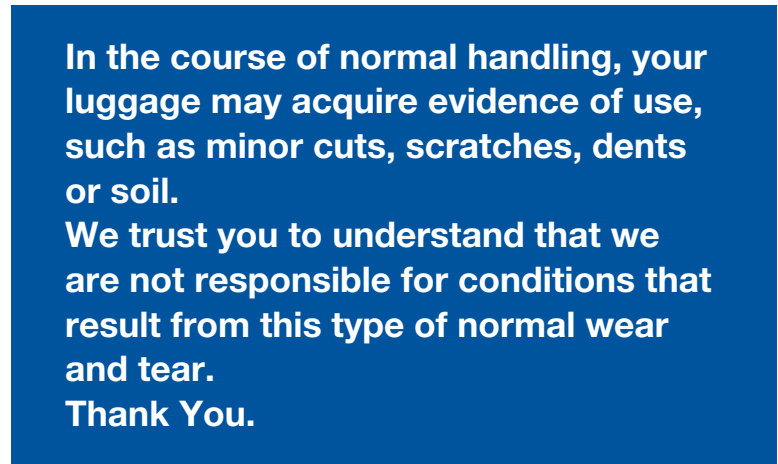 In the course of normal handling, your
luggage may acquire evidence of use,
such as minor cuts, scratches, dents
or soil.
We trust you to understand that we
are not responsible for conditions that
result from this type of normal wear
and tear.
Thank You.